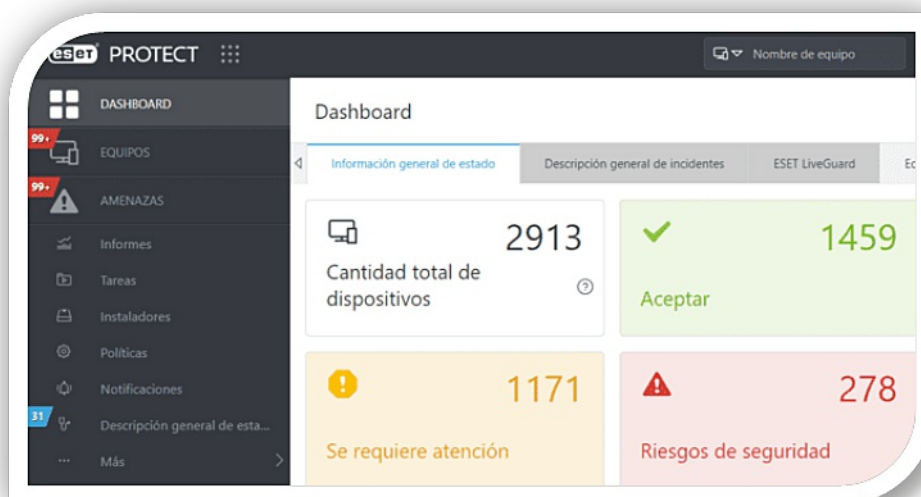 eset PROTECT
Nombre de equipo
DASHBOARD
99+
EQUIPOS
99+
AMENAZAS
Informes
Tareas
Instaladores
Políticas
Notificaciones
31
Descripción general de esta...
Más
Dashboard
Información general de estado
Descripción general de incidentes
ESET LiveGuard
Ec
2913
Cantidad total de
dispositivos
1459
Aceptar
1171
Se requiere atención
278
Riesgos de seguridad